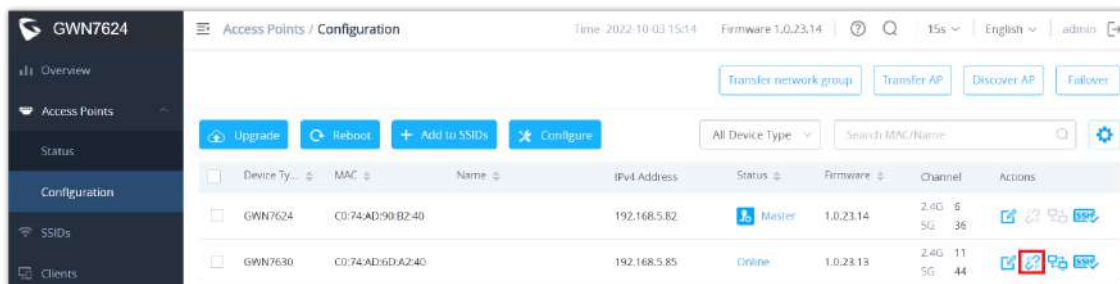 GWN7624
Access Points / Configuration
Time 2022-10-03 15:14
Firmware 1.0.23.14
15s
English
admin
Overview
Access Points
Status
Configuration
SSIDs
Clients
Transfer network group
Transfer AP
Discover AP
Failover
Upgrade
Reboot
+ Add to SSIDs
Configure
All Device Type
Search MAC/Name
Device Ty... MAC Name IPv4 Address Status Firmware Channel Actions
GWN7624 C0:74:AD:90:B2:40 192.168.5.82 Master 1.0.23.14 2.4G 6
5G 36
SSID
GWN7630 C0:74:AD:6D:A2:40 192.168.5.85 Online 1.0.23.13 2.4G 11
5G 44
SSID